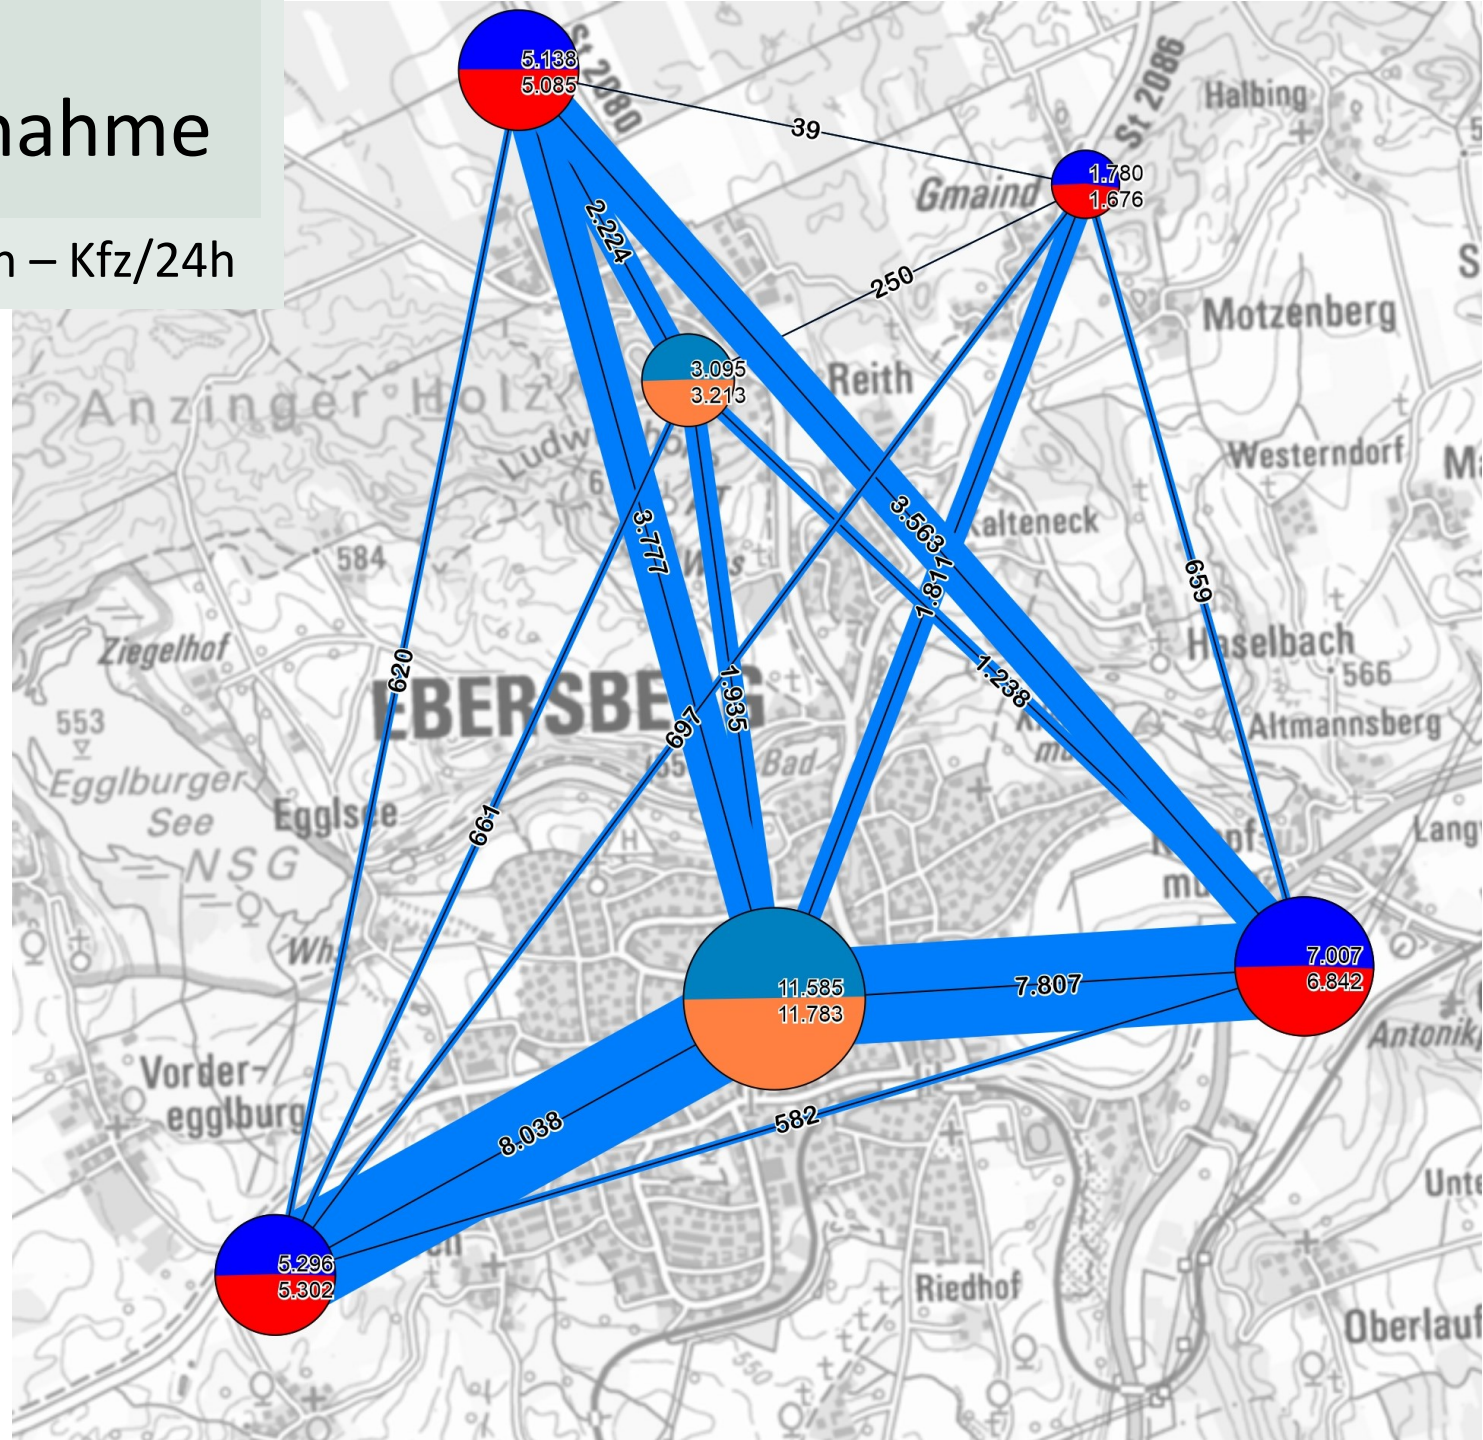 nahme
– Kfz/24h
5.138
5.085
St 2080
39
1.780
1.676
Gmaind
St 2086
Halbing
2.224
250
Motzenberg
3.095
3.213
Reith
Anzinger Holz
Westerndorf
584
3.777
3.563
1.811
Kalteneck
659
Ziegelhof
620
EBERSBERG
1.935
697
1.238
Haselbach
566
553
Altmannsberg
Bad
Egglburger
See
NSG
Egglsee
661
H
Whs
7.007
6.842
11.585
11.783
7.807
Antonik
Vorder-
egglburg
8.038
582
5.296
5.302
Riedhof
Oberlauf
550